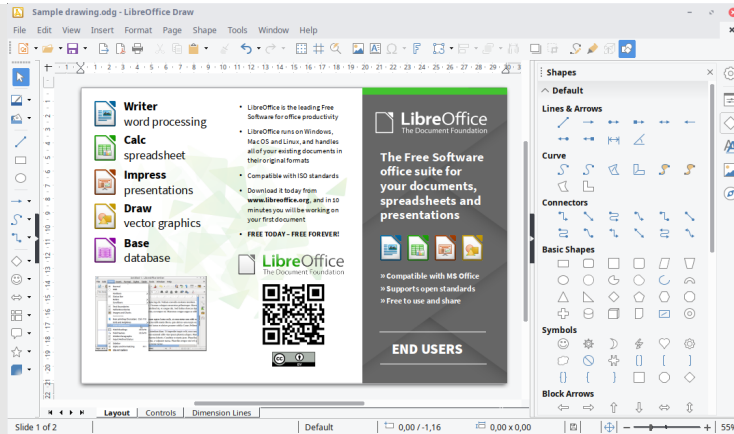 Sample drawing.odg - LibreOffice Draw
File Edit View Insert Format Page Shape Tools Window Help
Shapes
Default
Lines & Arrows
Curve
Connectors
Basic Shapes
Symbols
Block Arrows
Writer
word processing
Calc
spreadsheet
Impress
presentations
Draw
vector graphics
Base
database
• LibreOffice is the leading Free
Software for office productivity
• LibreOffice runs on Windows,
Mac OS and Linux, and handles
all of your existing documents in
their original formats
• Compatible with ISO standards
• Download it today from
www.libreoffice.org, and in 10
minutes you will be working on
your first document
• FREE TODAY – FREE FOREVER!
LibreOffice
The Document Foundation
cc BY
LibreOffice
The Document Foundation
The Free Software
office suite for
your documents,
spreadsheets and
presentations
» Compatible with MS Office
» Supports open standards
» Free to use and share
END USERS
Layout Controls Dimension Lines
Slide 1 of 2 Default 0,00 / -1,16 0,00 x 0,00 55%